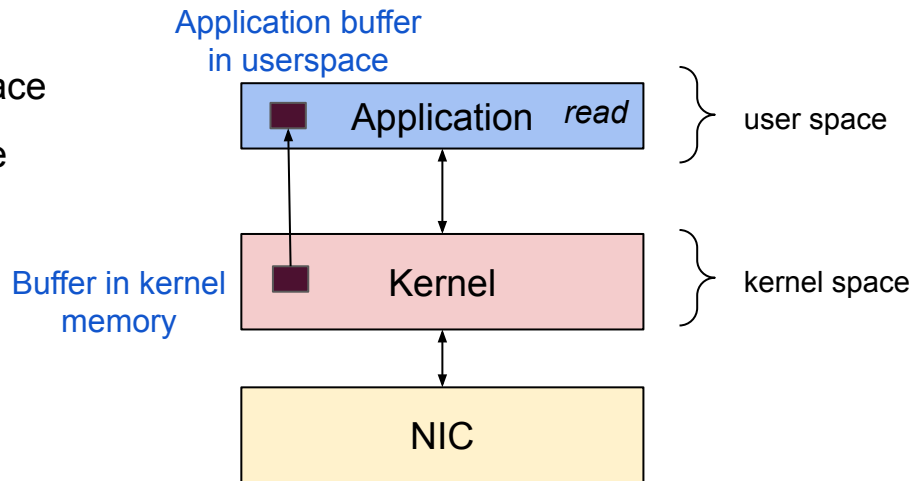 Application buffer
in userspace
Application
read
user space
Buffer in kernel
memory
Kernel
kernel space
NIC